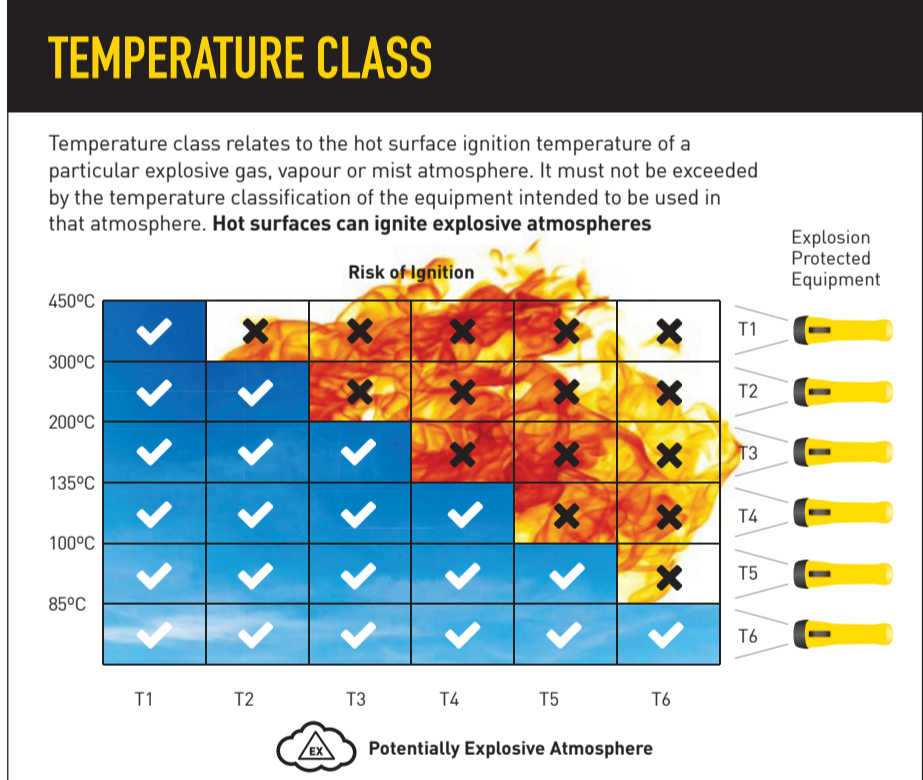 TEMPERATURE CLASS
Temperature class relates to the hot surface ignition temperature of a
particular explosive gas, vapour or mist atmosphere. It must not be exceeded
by the temperature classification of the equipment intended to be used in
that atmosphere. Hot surfaces can ignite explosive atmospheres
Explosion
Protected
Equipment
Risk of Ignition
450ºC
T1
300ºC
T2
200ºC
T3
135ºC
T4
100ºC
T5
85ºC
T6
T1 T2 T3 T4 T5 T6
EX
Potentially Explosive Atmosphere